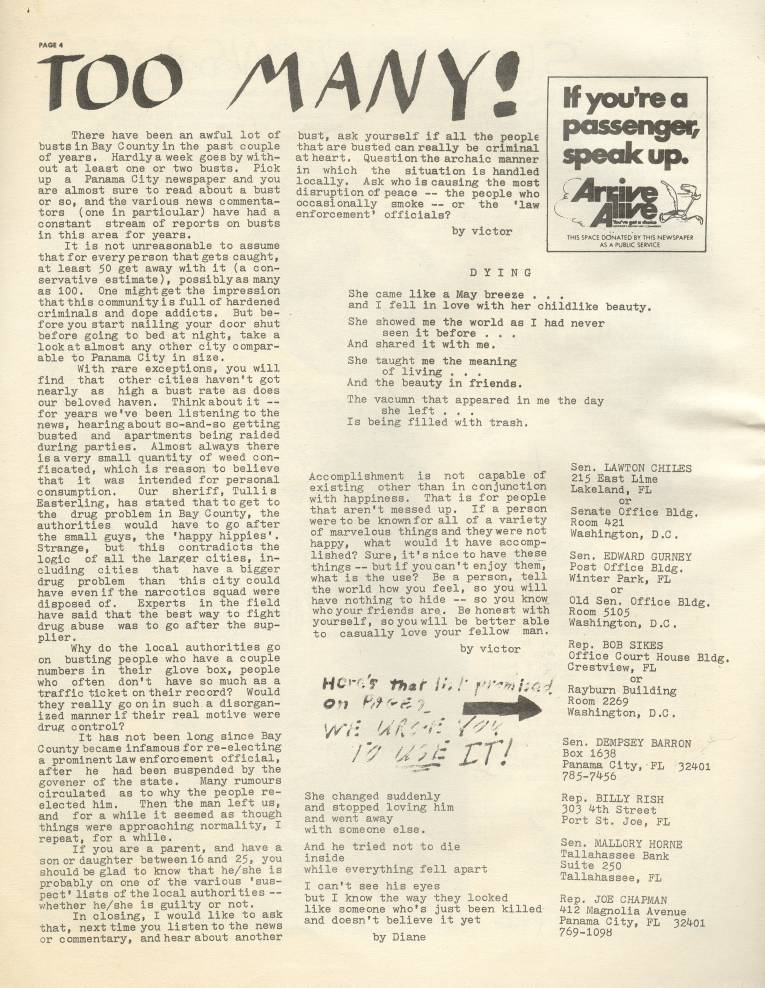 PAGE 4
TOO MANY!
There have been an awful lot of
busts in Bay County in the past couple
of years. Hardly a week goes by with-
out at least one or two busts. Pick
up a Panama City newspaper and you
are almost sure to read about a bust
or so, and the various news commenta-
tors (one in particular) have had a
constant stream of reports on busts
in this area for years.
It is not unreasonable to assume
that for every person that gets caught,
at least 50 get away with it (a con-
servative estimate), possibly as many
as 100. One might get the impression
that this community is full of hardened
criminals and dope addicts. But be-
fore you start nailing your door shut
before going to bed at night, take a
look at almost any other city compar-
able to Panama City in size.
With rare exceptions, you will
find that other cities haven't got
nearly as high a bust rate as does
our beloved haven. Think about it --
for years we've been listening to the
news, hearing about so-and-so getting
busted and apartments being raided
during parties. Almost always there
is a very small quantity of weed con-
fiscated, which is reason to believe
that it was intended for personal
consumption. Our sheriff, Tullis
Easterling, has stated that to get to
the drug problem in Bay County, the
authorities would have to go after
the small guys, the 'happy hippies'.
Strange, but this contradicts the
logic of all the larger cities, in-
cluding cities that have a bigger
drug problem than this city could
have even if the narcotics squad were
disposed of. Experts in the field
have said that the best way to fight
drug abuse was to go after the sup-
plier.
Why do the local authorities go
on busting people who have a couple
numbers in their glove box, people
who often don't have so much as a
traffic ticket on their record? Would
they really go on in such a disorgan-
ized manner if their real motive were
drug control?
It has not been long since Bay
County became infamous for re-electing
a prominent law enforcement official,
after he had been suspended by the
govener of the state. Many rumours
circulated as to why the people re-
elected him. Then the man left us,
and for a while it seemed as though
things were approaching normality, I
repeat, for a while.
If you are a parent, and have a
son or daughter between 16 and 25, you
should be glad to know that he/she is
probably on one of the various 'sus-
pect' lists of the local authorities --
whether he/she is guilty or not.
In closing, I would like to ask
that, next time you listen to the news
or commentary, and hear about another
bust, ask yourself if all the people
that are busted can really be criminal
at heart. Question the archaic manner
in which the situation is handled
locally. Ask who is causing the most
disruption of peace -- the people who
occasionally smoke -- or the 'law
enforcement' officials?
by victor
If you're a
passenger,
speak up.
Arrive
Alive
You've got a choice
THIS SPACE DONATED BY THIS NEWSPAPER
AS A PUBLIC SERVICE
DYING
She came like a May breeze . . .
and I fell in love with her childlike beauty.
She showed me the world as I had never
seen it before . . .
And shared it with me.
She taught me the meaning
of living . . .
And the beauty in friends.
The vacumn that appeared in me the day
she left . . .
Is being filled with trash.
Accomplishment is not capable of
existing other than in conjunction
with happiness. That is for people
that aren't messed up. If a person
were to be known for all of a variety
of marvelous things and they were not
happy, what would it have accomp-
lished? Sure, it's nice to have these
things -- but if you can't enjoy them,
what is the use? Be a person, tell
the world how you feel, so you will
have nothing to hide -- so you know
who your friends are. Be honest with
yourself, so you will be better able
to casually love your fellow man.
by victor
Here's that list promised
on PAGE 2
WE URGE YOU
TO USE IT!
She changed suddenly
and stopped loving him
and went away
with someone else.
And he tried not to die
inside
while everything fell apart
I can't see his eyes
but I know the way they looked
like someone who's just been killed
and doesn't believe it yet
by Diane
Sen. LAWTON CHILES
215 East Lime
Lakeland, FL
or
Senate Office Bldg.
Room 421
Washington, D.C.
Sen. EDWARD GURNEY
Post Office Bldg.
Winter Park, FL
or
Old Sen. Office Bldg.
Room 5105
Washington, D.C.
Rep. BOB SIKES
Office Court House Bldg.
Crestview, FL
or
Rayburn Building
Room 2269
Washington, D.C.
Sen. DEMPSEY BARRON
Box 1638
Panama City, FL 32401
785-7456
Rep. BILLY RISH
303 4th Street
Port St. Joe, FL
Sen. MALLORY HORNE
Tallahassee Bank
Suite 250
Tallahassee, FL
Rep. JOE CHAPMAN
412 Magnolia Avenue
Panama City, FL 32401
769-1098